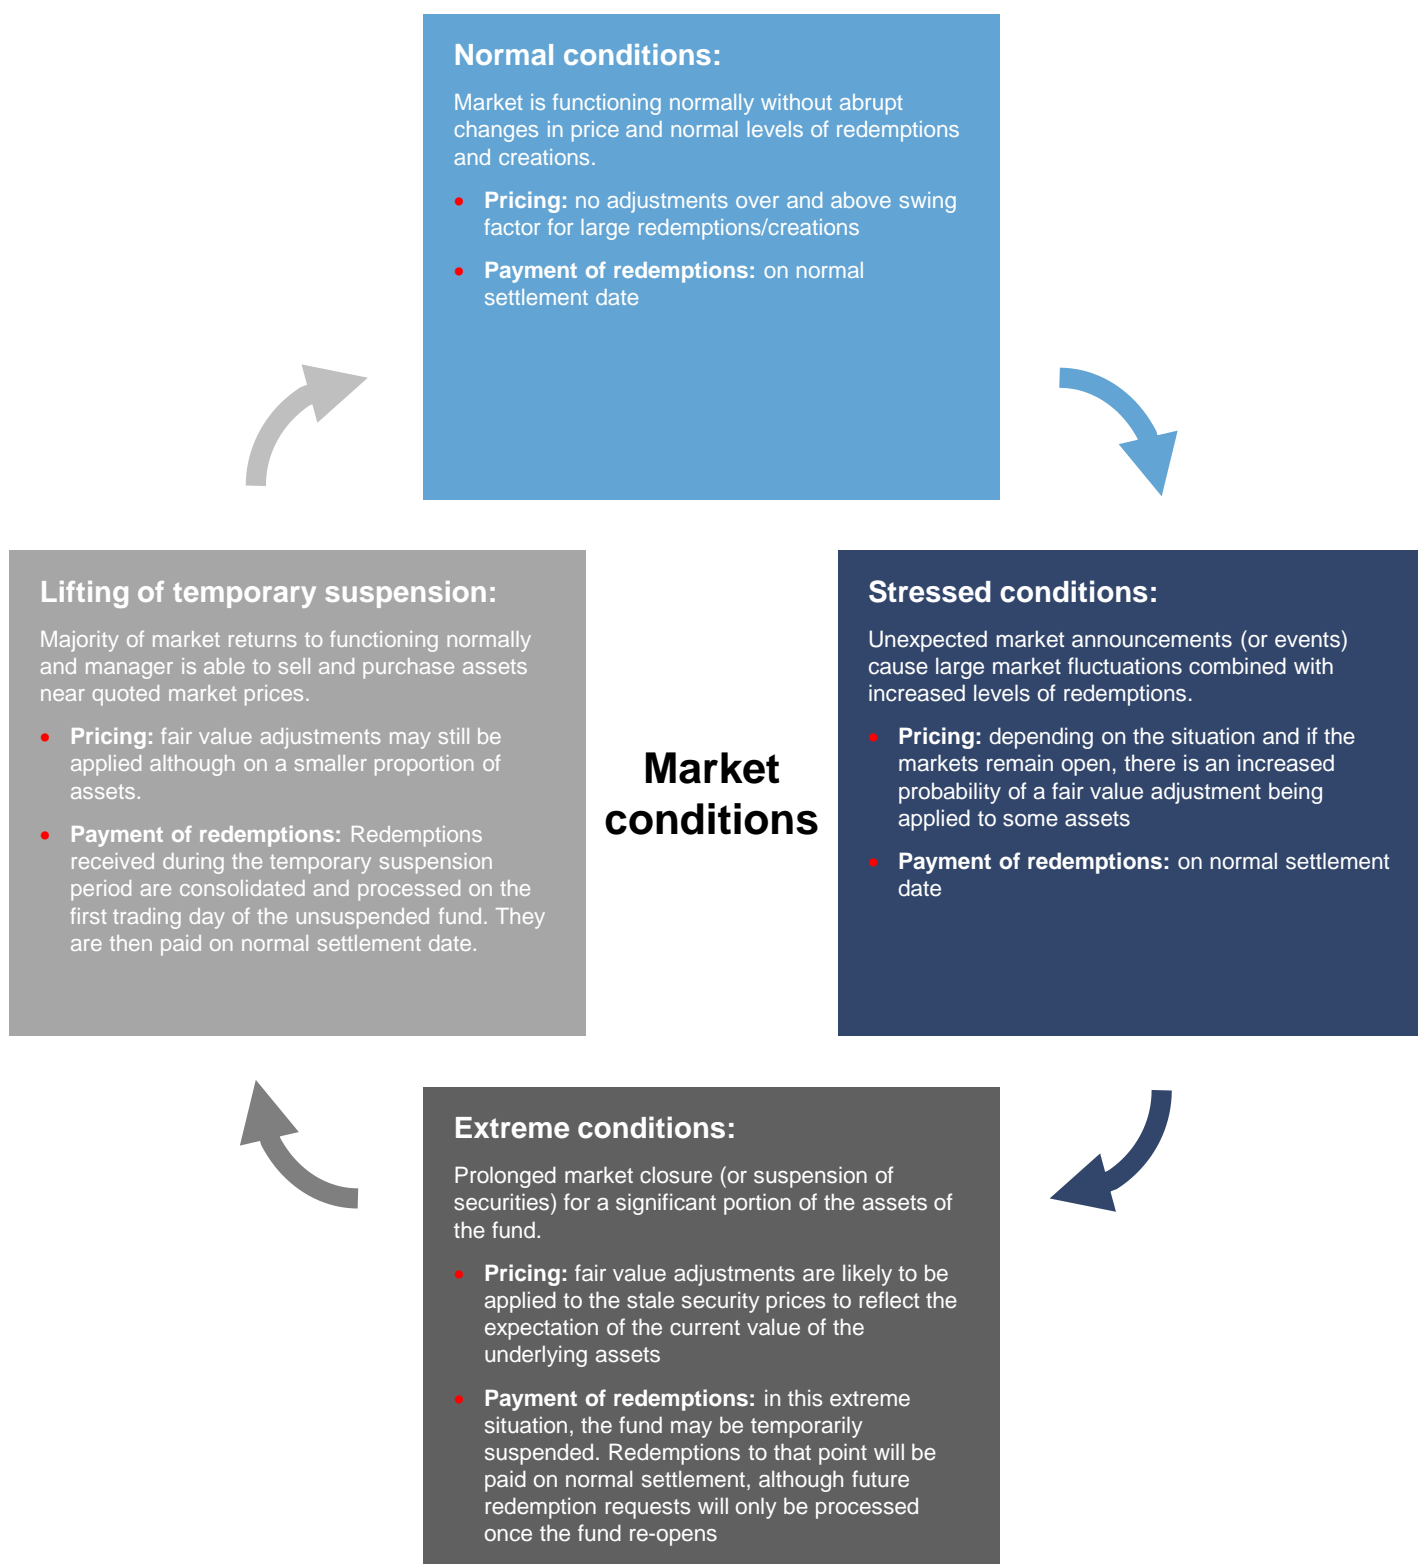 Normal conditions:
Market is functioning normally without abrupt
changes in price and normal levels of redemptions
and creations.
• Pricing: no adjustments over and above swing
factor for large redemptions/creations
• Payment of redemptions: on normal
settlement date
Lifting of temporary suspension:
Majority of market returns to functioning normally
and manager is able to sell and purchase assets
near quoted market prices.
• Pricing: fair value adjustments may still be
applied although on a smaller proportion of
assets.
• Payment of redemptions: Redemptions
received during the temporary suspension
period are consolidated and processed on the
first trading day of the unsuspended fund. They
are then paid on normal settlement date.
Market
conditions
Stressed conditions:
Unexpected market announcements (or events)
cause large market fluctuations combined with
increased levels of redemptions.
• Pricing: depending on the situation and if the
markets remain open, there is an increased
probability of a fair value adjustment being
applied to some assets
• Payment of redemptions: on normal settlement
date
Extreme conditions:
Prolonged market closure (or suspension of
securities) for a significant portion of the assets of
the fund.
• Pricing: fair value adjustments are likely to be
applied to the stale security prices to reflect the
expectation of the current value of the
underlying assets
• Payment of redemptions: in this extreme
situation, the fund may be temporarily
suspended. Redemptions to that point will be
paid on normal settlement, although future
redemption requests will only be processed
once the fund re-opens